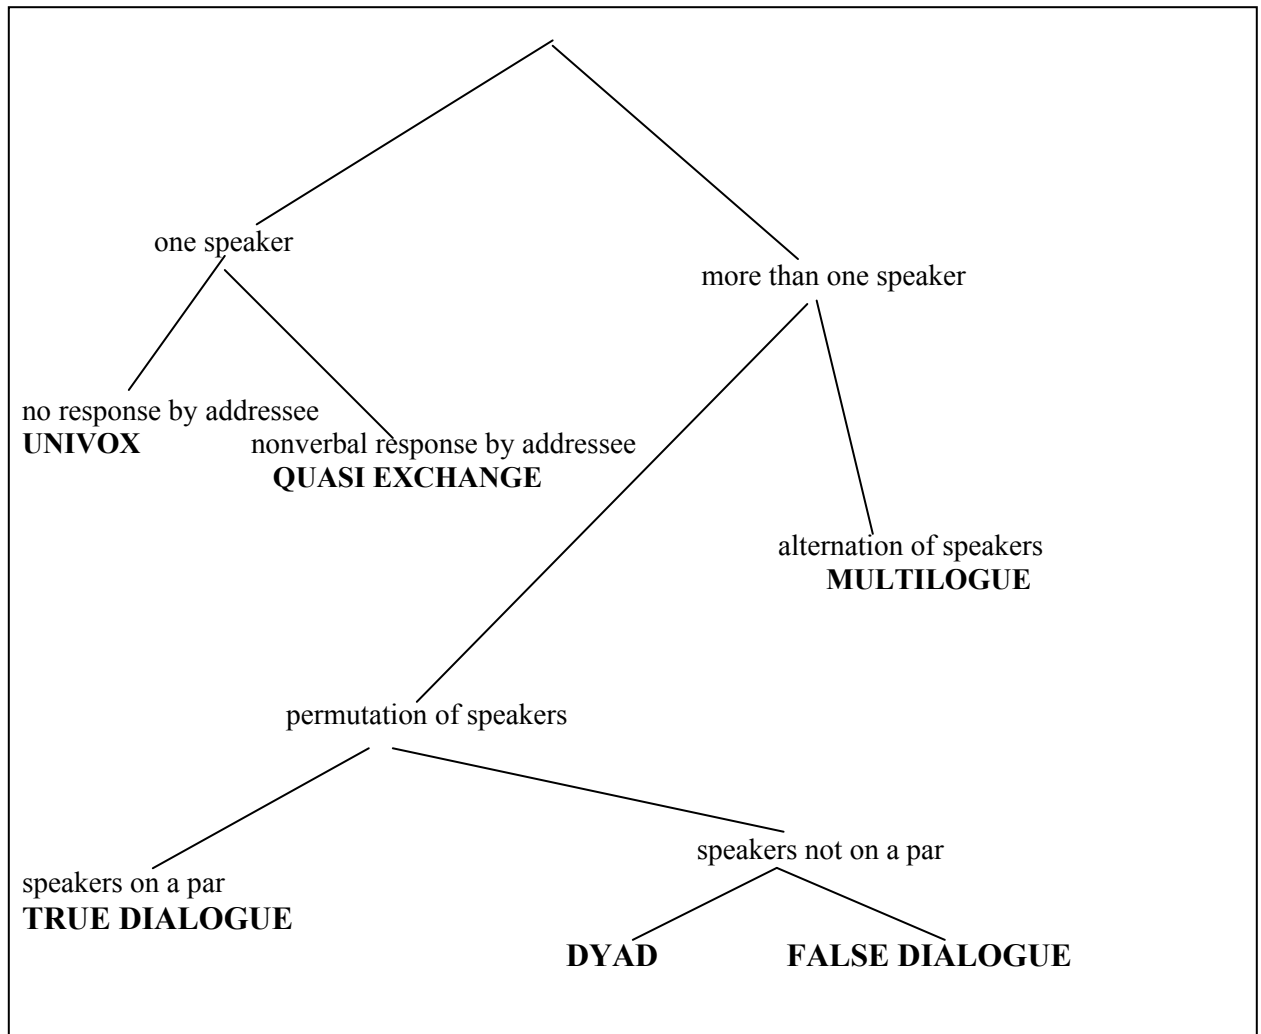 one speaker
more than one speaker
no response by addressee
UNIVOX
nonverbal response by addressee
QUASI EXCHANGE
alternation of speakers
MULTILOGUE
permutation of speakers
speakers not on a par
speakers on a par
TRUE DIALOGUE
DYAD
FALSE DIALOGUE